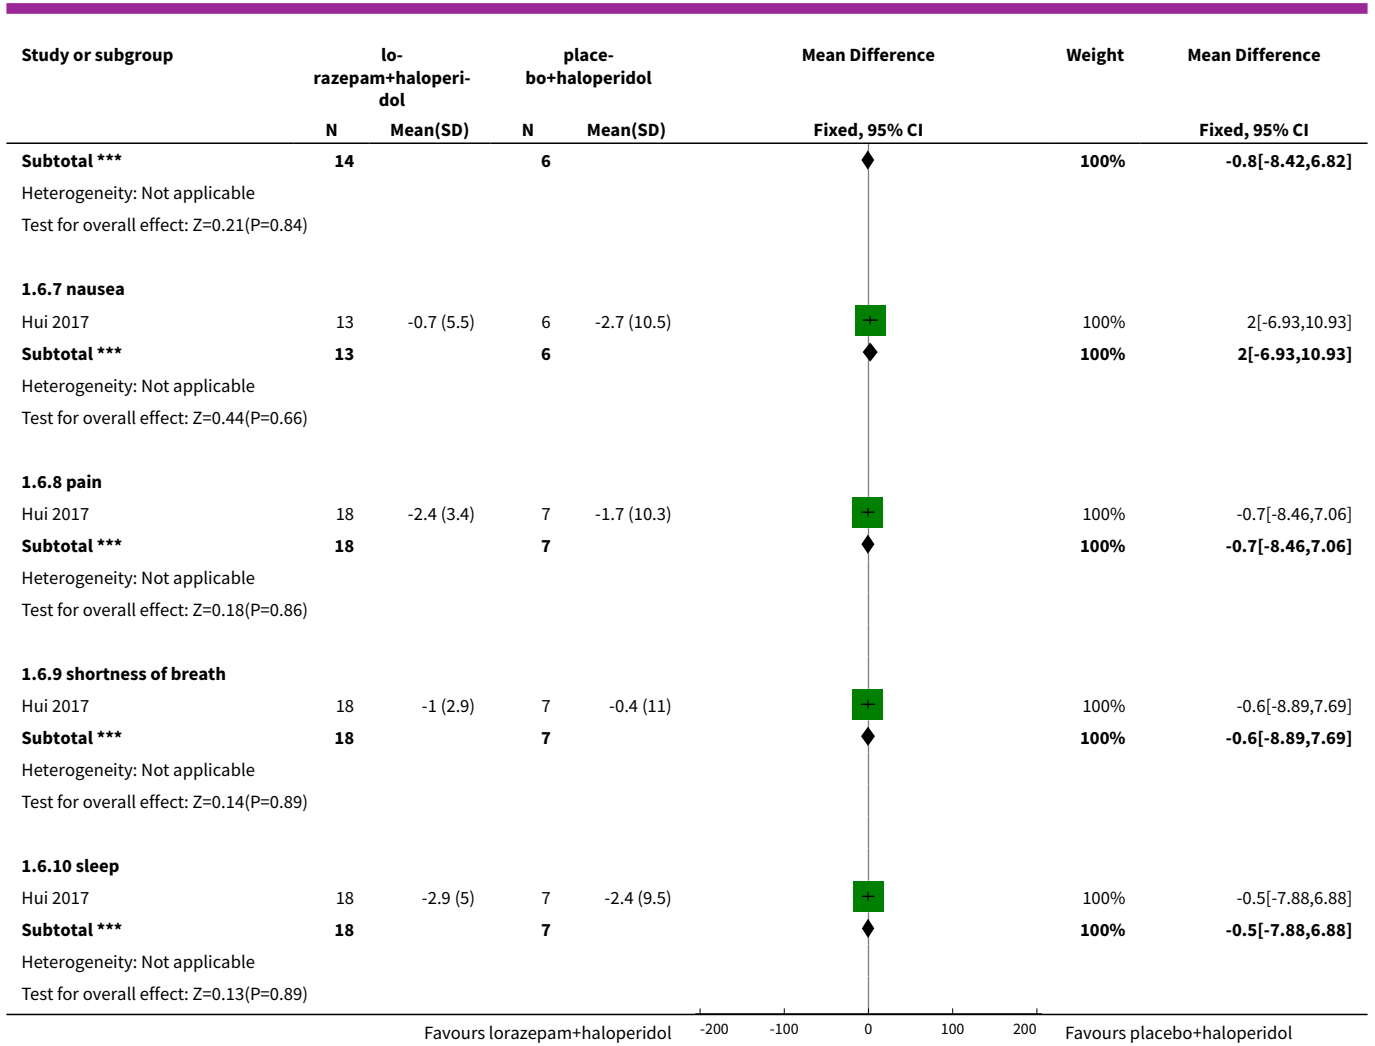 Study or subgroup lo- place- Mean Difference Weight Mean Difference
razepam+haloperi- bo+haloperidol
dol
N Mean(SD) N Mean(SD) Fixed, 95% CI Fixed, 95% CI
Subtotal *** 14 6 100% -0.8[-8.42,6.82]
Heterogeneity: Not applicable
Test for overall effect: Z=0.21(P=0.84)
1.6.7 nausea
Hui 2017 13 -0.7 (5.5) 6 -2.7 (10.5) 100% 2[-6.93,10.93]
Subtotal *** 13 6 100% 2[-6.93,10.93]
Heterogeneity: Not applicable
Test for overall effect: Z=0.44(P=0.66)
1.6.8 pain
Hui 2017 18 -2.4 (3.4) 7 -1.7 (10.3) 100% -0.7[-8.46,7.06]
Subtotal *** 18 7 100% -0.7[-8.46,7.06]
Heterogeneity: Not applicable
Test for overall effect: Z=0.18(P=0.86)
1.6.9 shortness of breath
Hui 2017 18 -1 (2.9) 7 -0.4 (11) 100% -0.6[-8.89,7.69]
Subtotal *** 18 7 100% -0.6[-8.89,7.69]
Heterogeneity: Not applicable
Test for overall effect: Z=0.14(P=0.89)
1.6.10 sleep
Hui 2017 18 -2.9 (5) 7 -2.4 (9.5) 100% -0.5[-7.88,6.88]
Subtotal *** 18 7 100% -0.5[-7.88,6.88]
Heterogeneity: Not applicable
Test for overall effect: Z=0.13(P=0.89)
Favours lorazepam+haloperidol -200 -100 0 100 200 Favours placebo+haloperidol